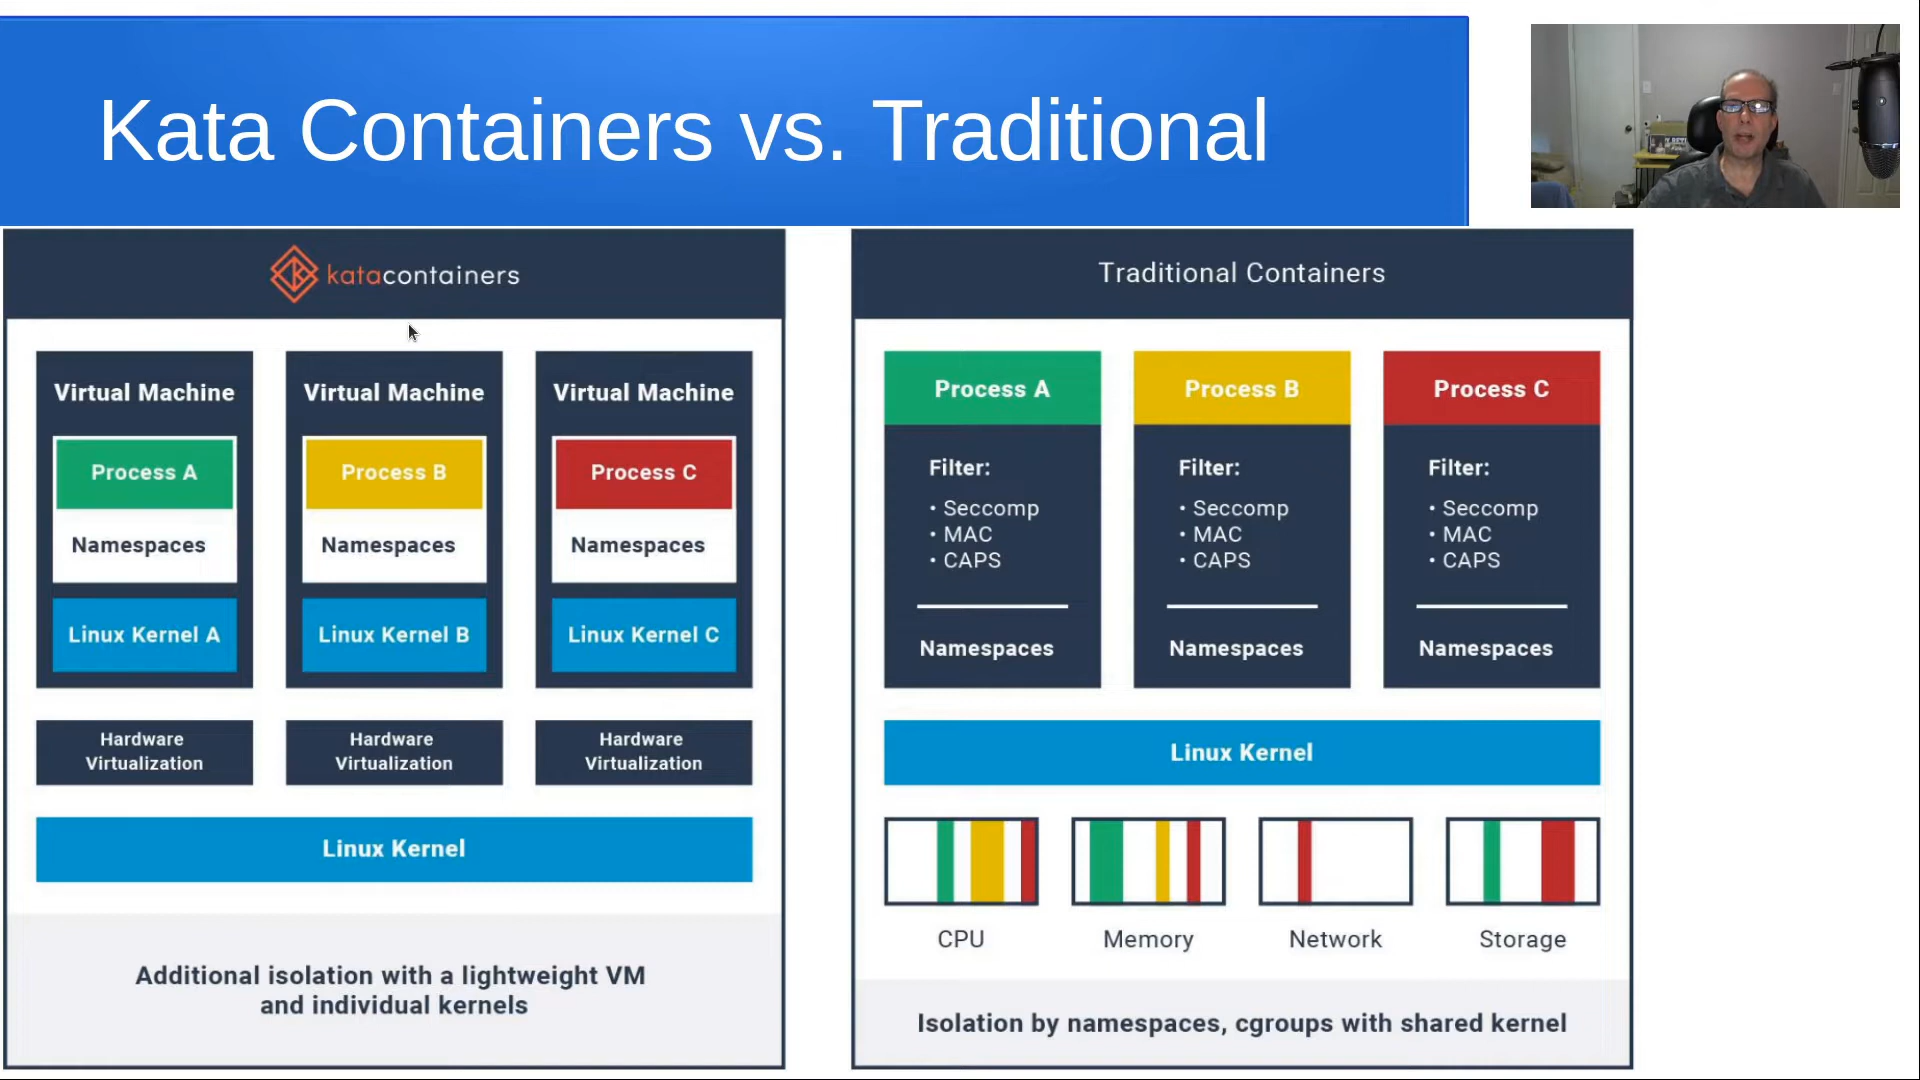 Kata Containers vs. Traditional
katacontainers
Virtual Machine
Process A
Namespaces
Linux Kernel A
Virtual Machine
Process B
Namespaces
Linux Kernel B
Virtual Machine
Process C
Namespaces
Linux Kernel C
Hardware
Virtualization
Hardware
Virtualization
Hardware
Virtualization
Linux Kernel
Additional isolation with a lightweight VM
and individual kernels
Traditional Containers
Process A
Filter:
• Seccomp
• MAC
• CAPS
Namespaces
Process B
Filter:
• Seccomp
• MAC
• CAPS
Namespaces
Process C
Filter:
• Seccomp
• MAC
• CAPS
Namespaces
Linux Kernel
CPU
Memory
Network
Storage
Isolation by namespaces, cgroups with shared kernel